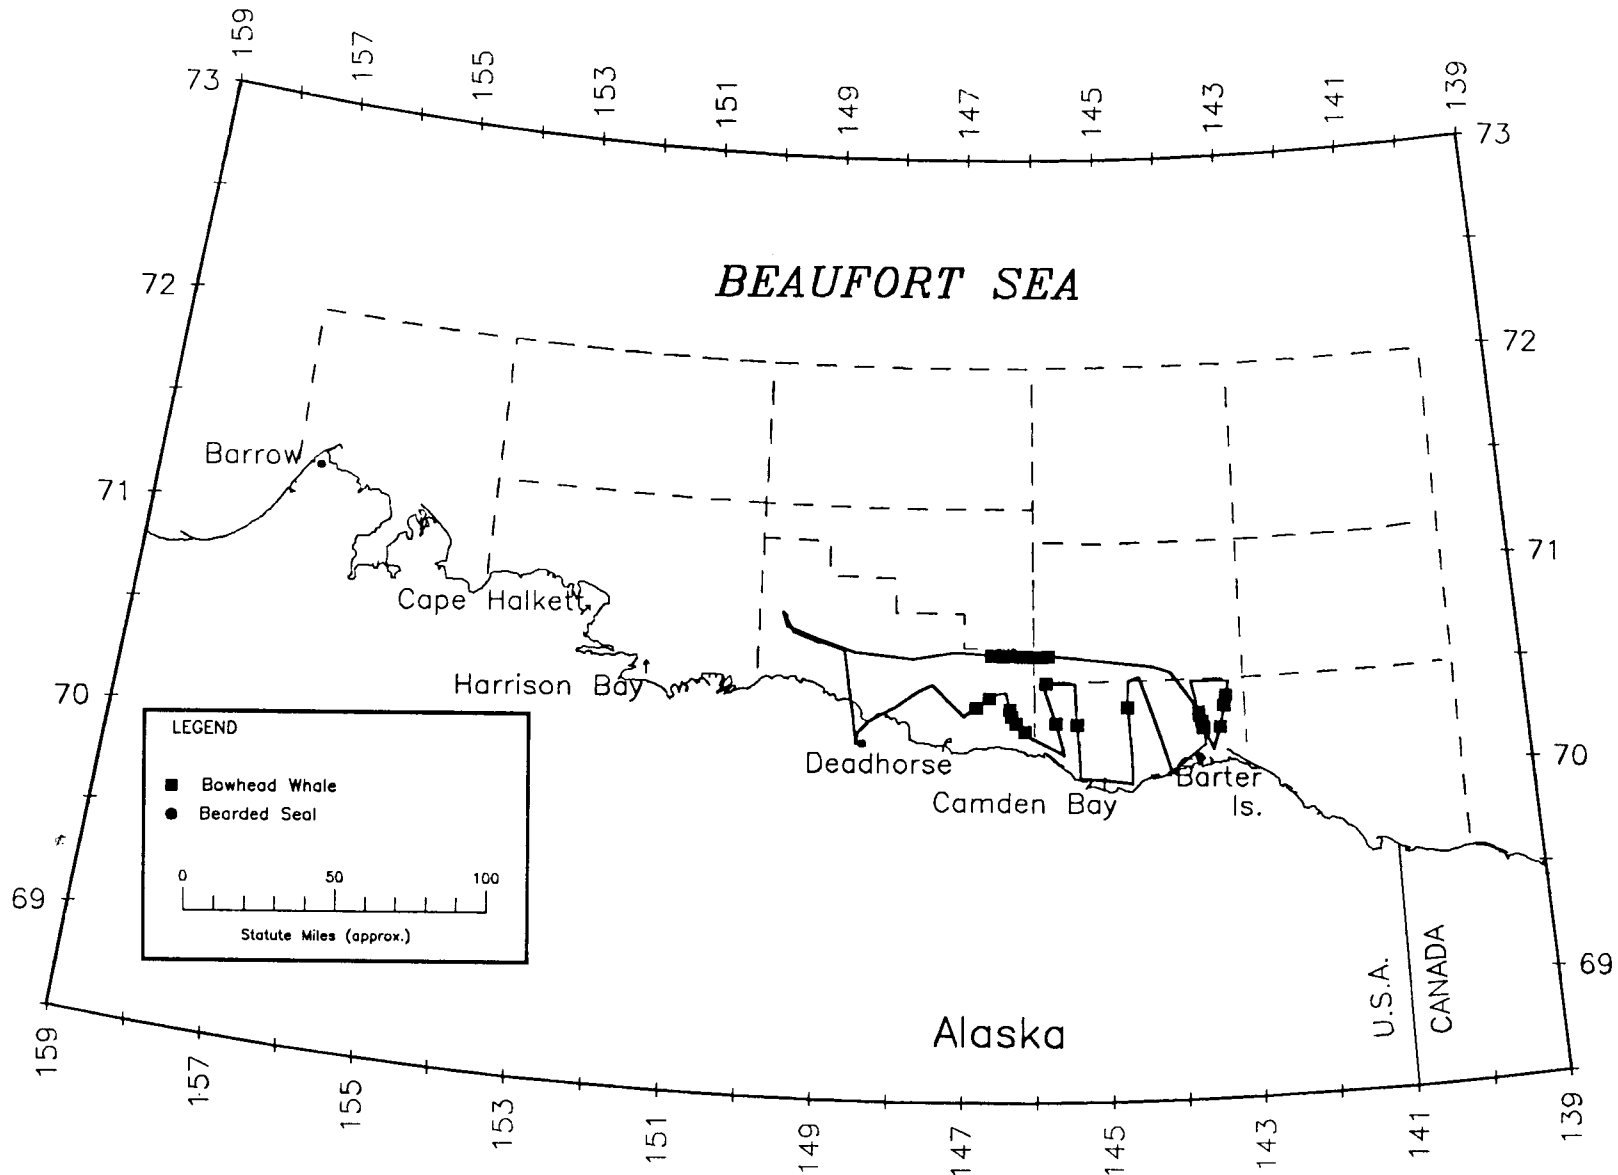 159
157
155
153
151
149
147
145
143
141
139
73
73
72
72
BEAUFORT SEA
Barrow
71
71
Cape Halkett
Harrison Bay
70
70
Deadhorse
Camden Bay
Barter
Is.
LEGEND
Bowhead Whale
Bearded Seal
0 50 100
Statute Miles (approx.)
69
69
Alaska
U.S.A.
CANADA
159
157
155
153
151
149
147
145
143
141
139